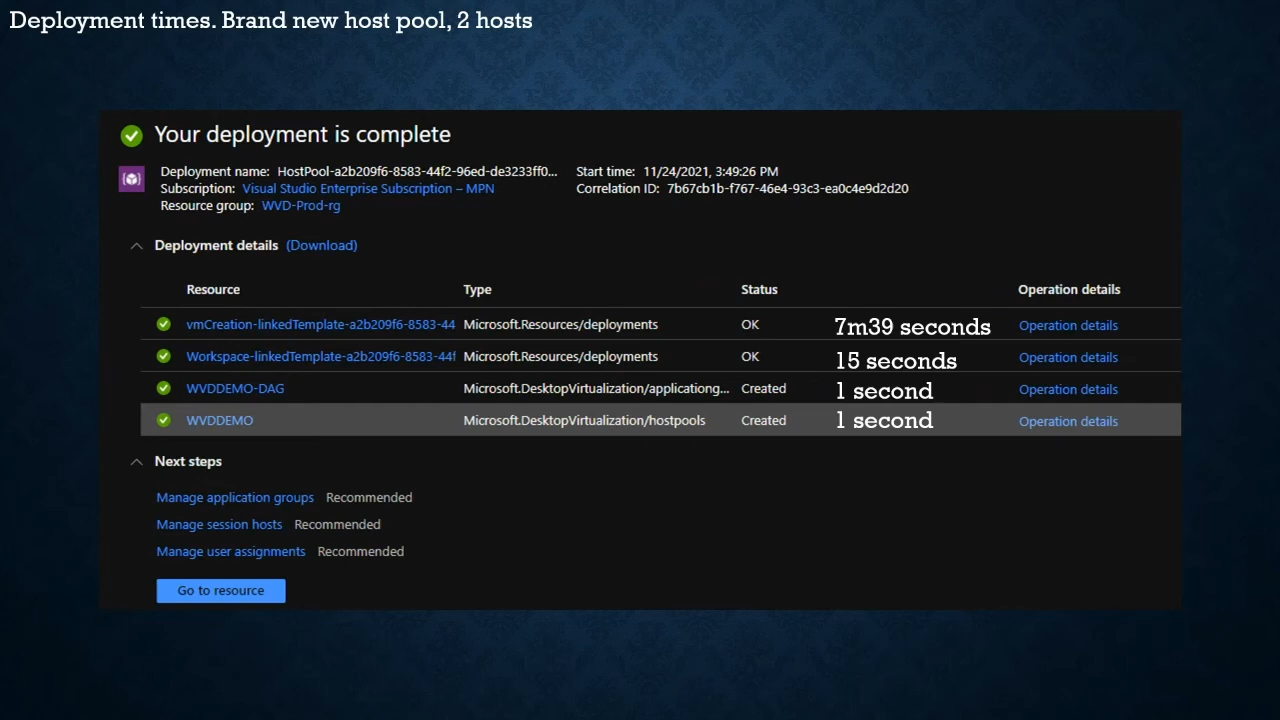 Deployment times. Brand new host pool, 2 hosts
Your deployment is complete
Deployment name: HostPool-a2b209f6-8583-44f2-96ed-de3233ff0... Start time: 11/24/2021, 3:49:26 PM
Subscription: Visual Studio Enterprise Subscription – MPN Correlation ID: 7b67cb1b-f767-46e4-93c3-ea0c4e9d2d20
Resource group: WVD-Prod-rg
Deployment details (Download)
Resource Type Status Operation details
vmCreation-linkedTemplate-a2b209f6-8583-44 Microsoft.Resources/deployments OK 7m39 seconds Operation details
Workspace-linkedTemplate-a2b209f6-8583-44f Microsoft.Resources/deployments OK 15 seconds Operation details
WVDDEMO-DAG Microsoft.DesktopVirtualization/applicationg... Created 1 second Operation details
WVDDEMO Microsoft.DesktopVirtualization/hostpools Created 1 second Operation details
Next steps
Manage application groups Recommended
Manage session hosts Recommended
Manage user assignments Recommended
Go to resource